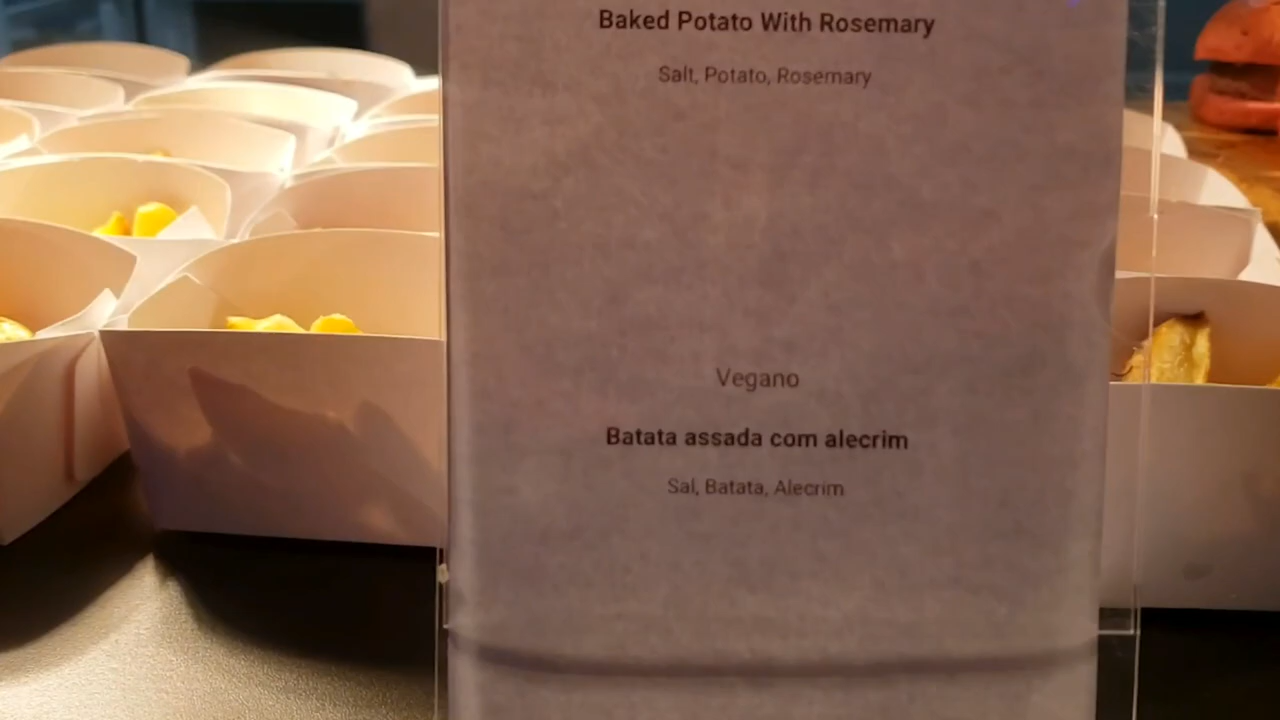 Baked Potato With Rosemary
Salt, Potato, Rosemary
Vegano
Batata assada com alecrim
Sal, Batata, Alecrim